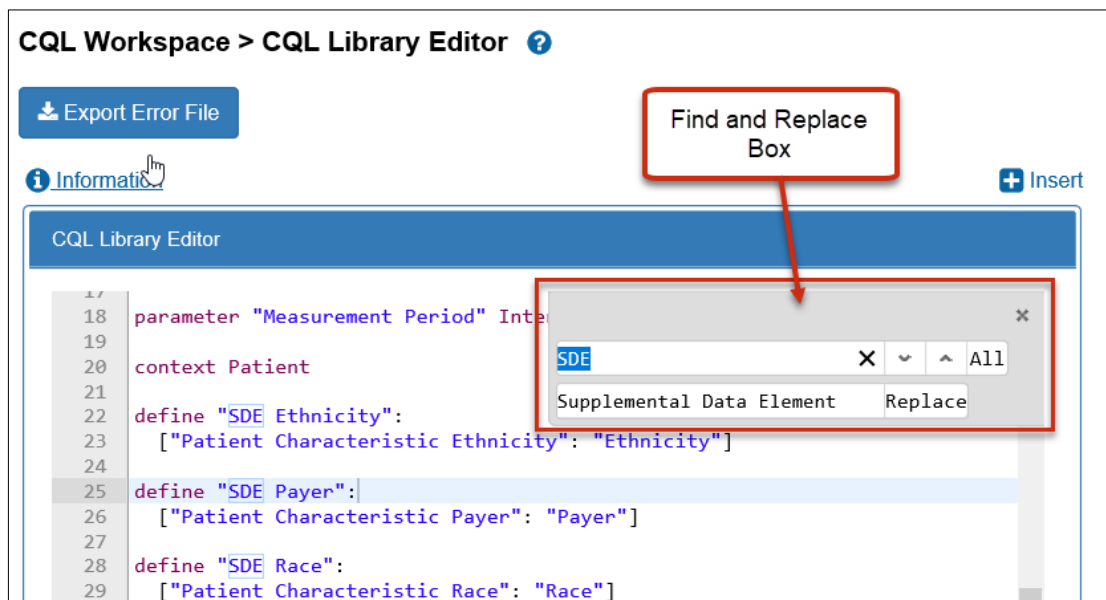 CQL Workspace > CQL Library Editor ?
Export Error File
Find and Replace
Box
Information
Insert
CQL Library Editor
17
18 parameter "Measurement Period" Inte
19
20 context Patient
21
22 define "SDE Ethnicity":
23 ["Patient Characteristic Ethnicity": "Ethnicity"]
24
25 define "SDE Payer":
26 ["Patient Characteristic Payer": "Payer"]
27
28 define "SDE Race":
29 ["Patient Characteristic Race": "Race"]
SDE All
Supplemental Data Element Replace